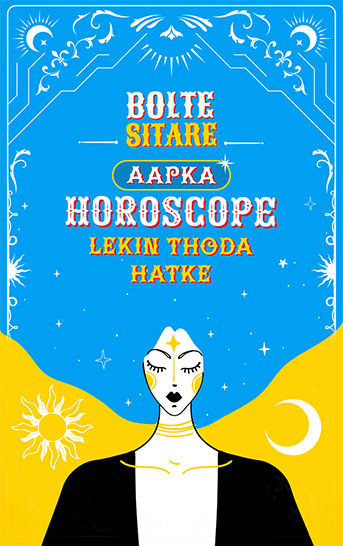 BOLTE
SITARE
AAPKA
HOROSCOPE
LEKIN THODA
HATKE